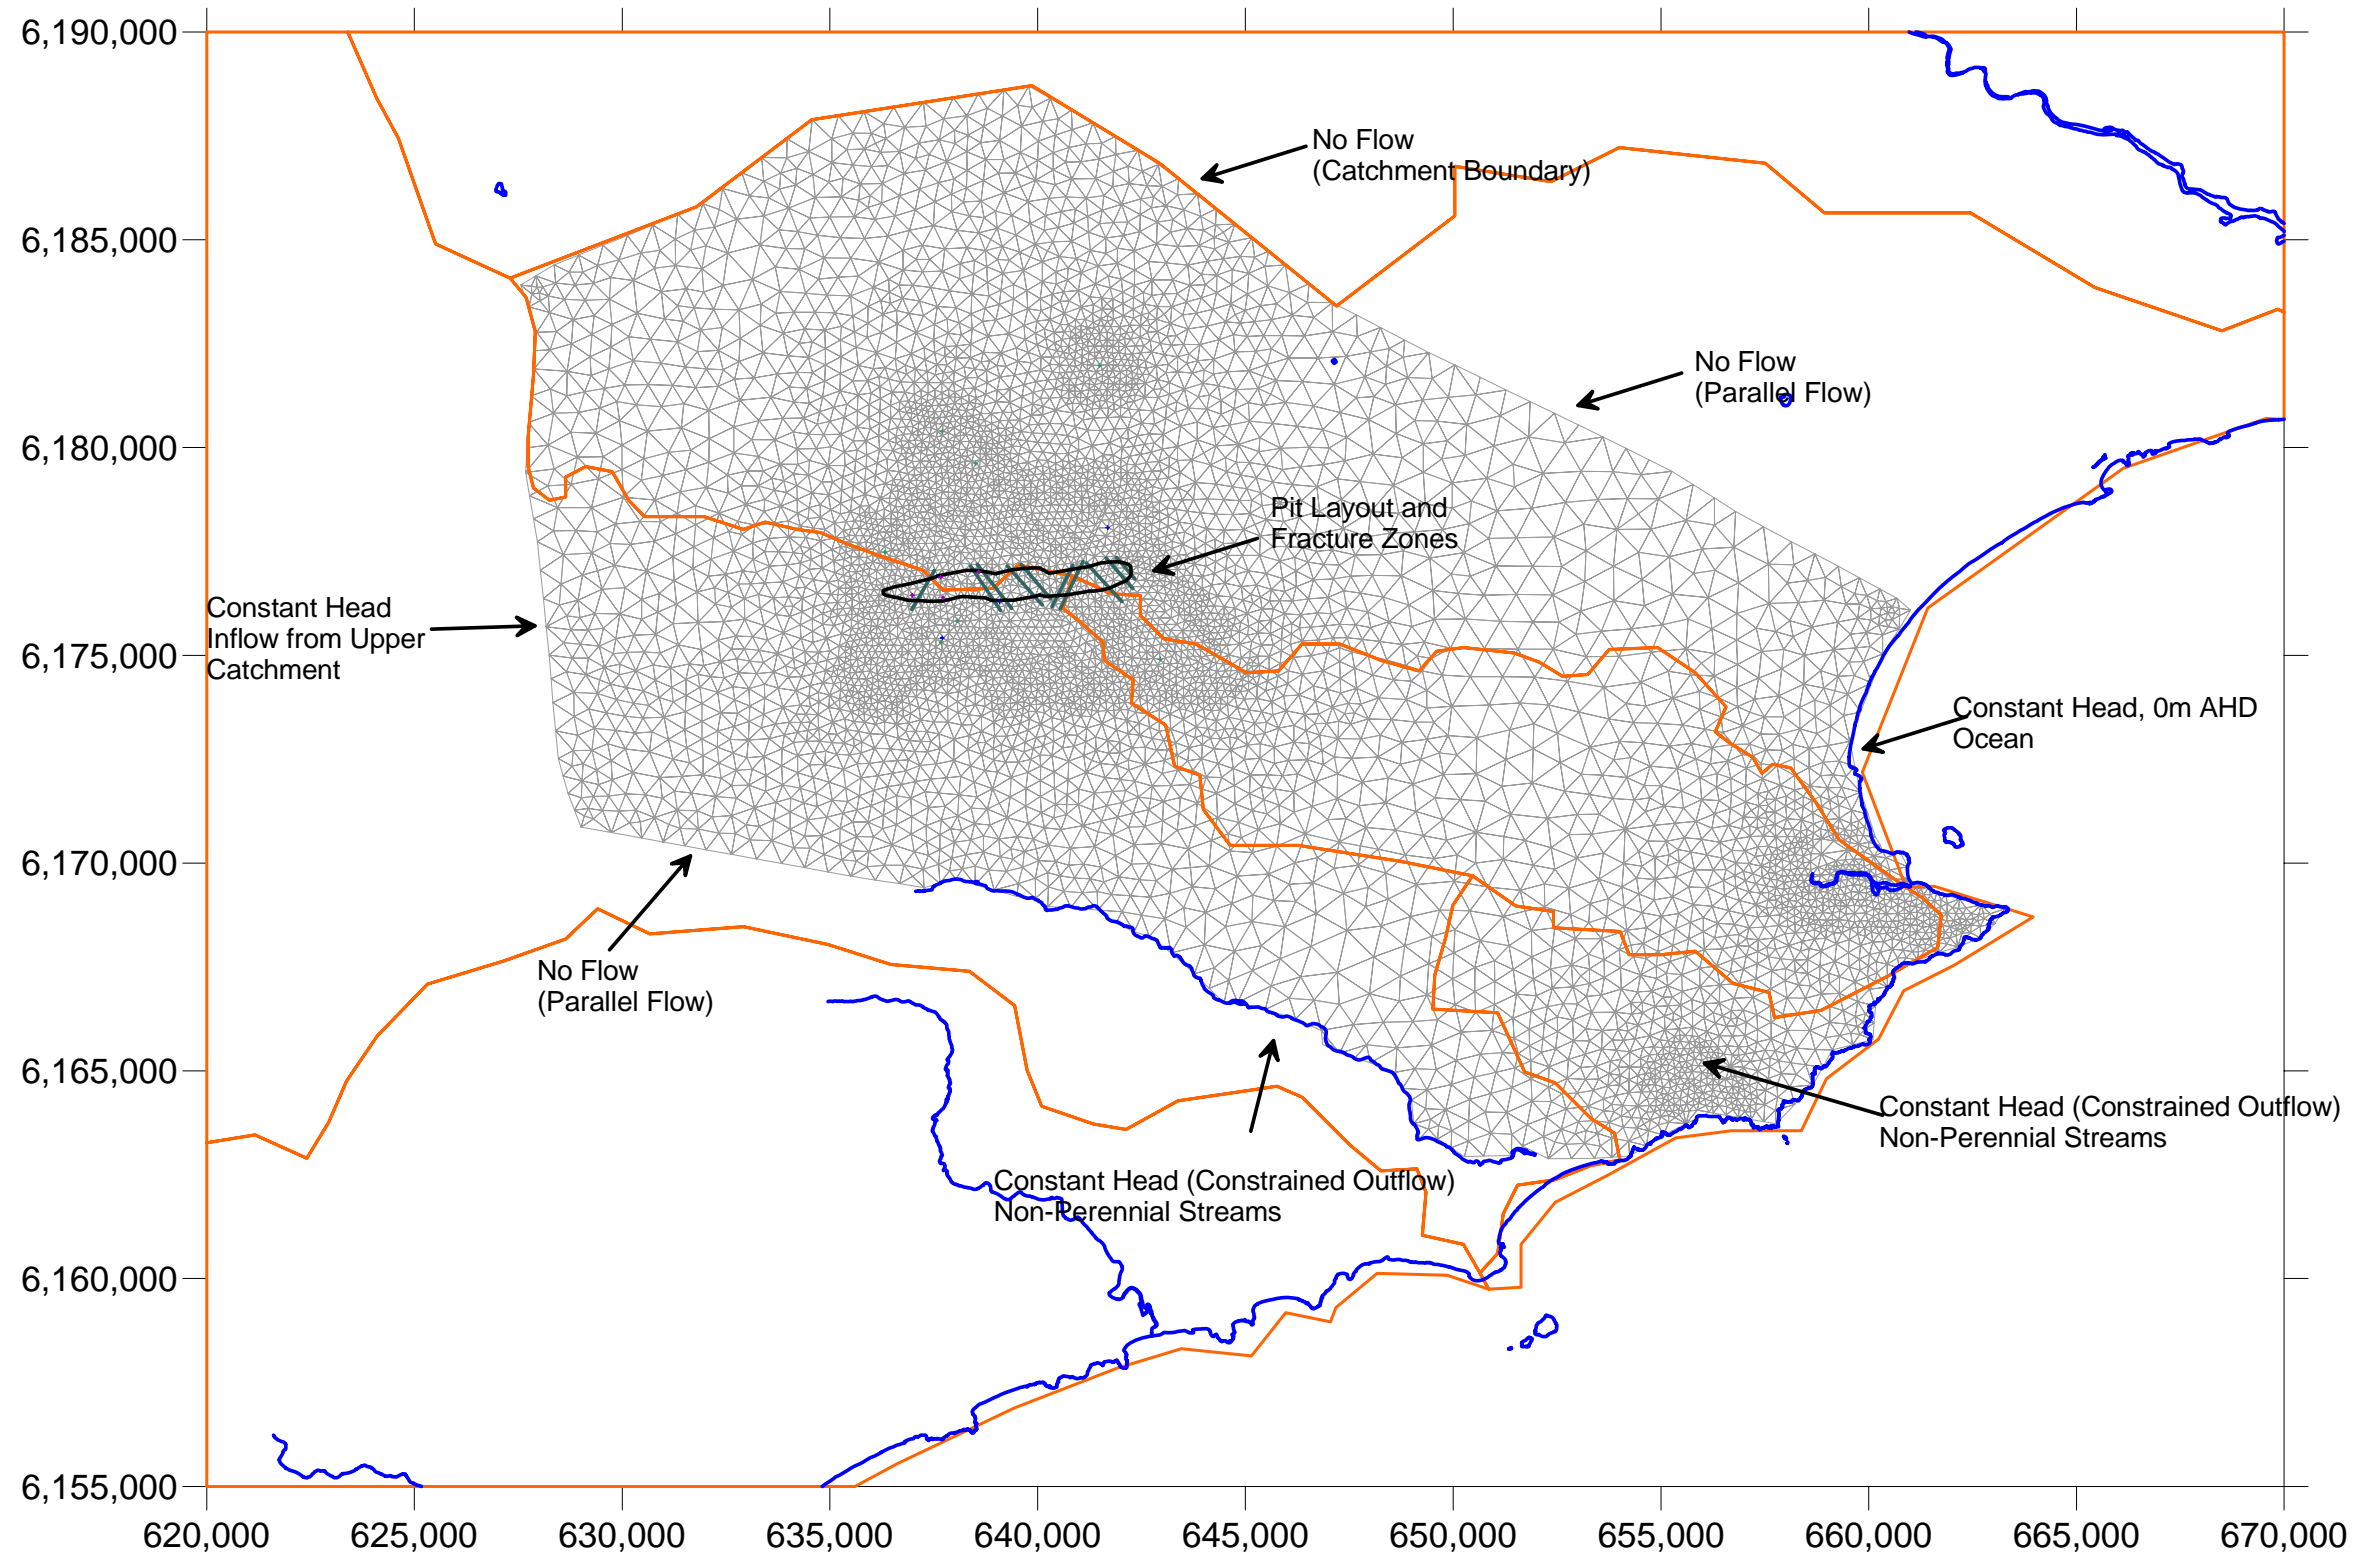 6,190,000
No Flow
(Catchment Boundary)
6,185,000
No Flow
(Parallel Flow)
6,180,000
Pit Layout and
Fracture Zones
Constant Head
Inflow from Upper
Catchment
6,175,000
Constant Head, 0m AHD
Ocean
6,170,000
No Flow
(Parallel Flow)
6,165,000
Constant Head (Constrained Outflow)
Non-Perennial Streams
Constant Head (Constrained Outflow)
Non-Perennial Streams
6,160,000
6,155,000
620,000 625,000 630,000 635,000 640,000 645,000 650,000 655,000 660,000 665,000 670,000